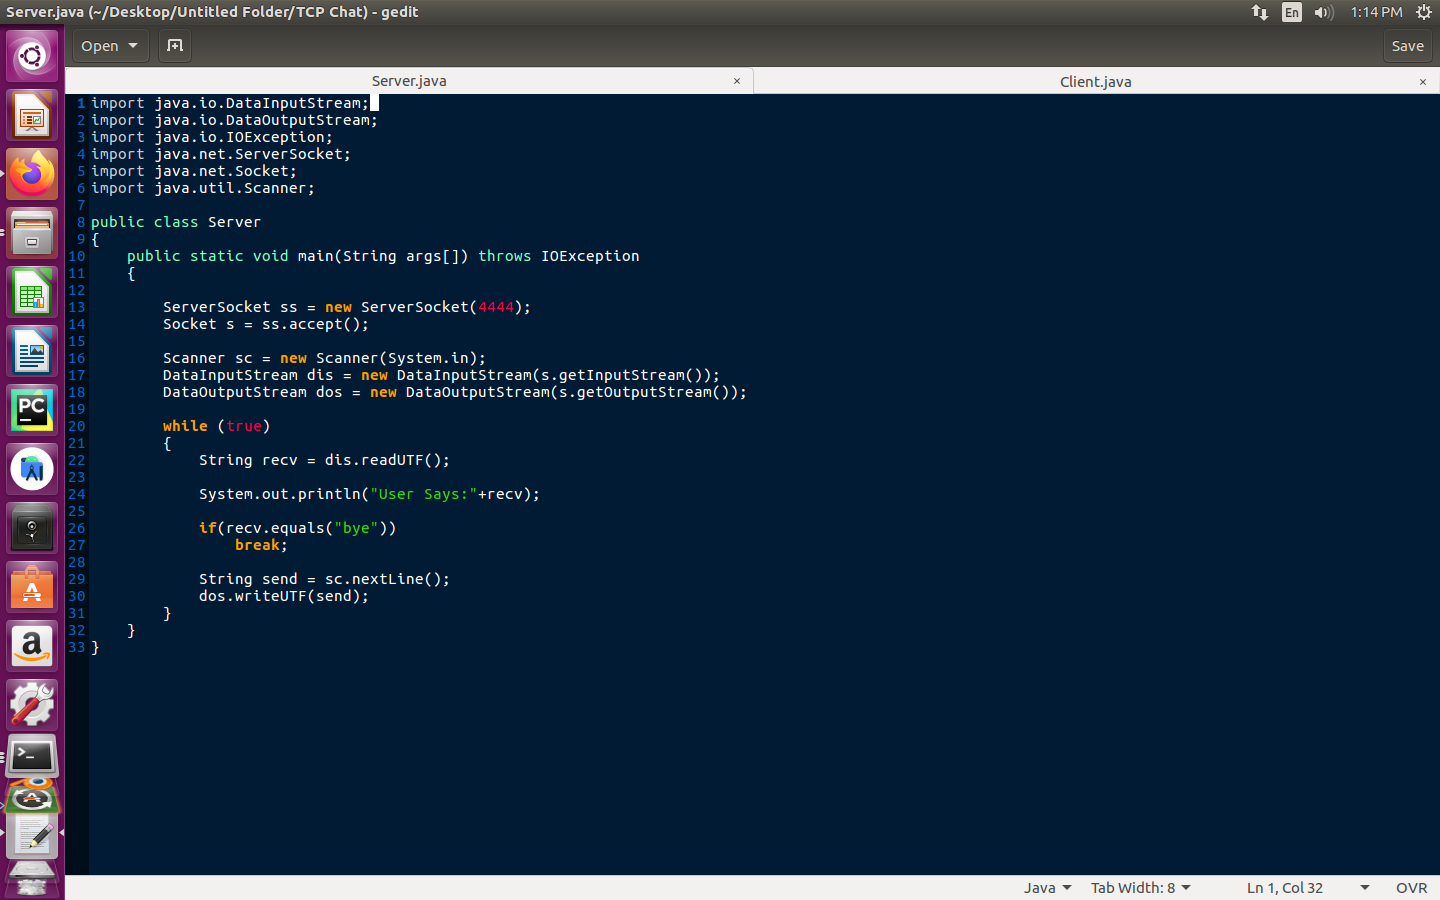 Server.java (~/Desktop/Untitled Folder/TCP Chat) - gedit
En
1:14 PM
Open
Save
Server.java ×
Client.java ×
1 import java.io.DataInputStream;
2 import java.io.DataOutputStream;
3 import java.io.IOException;
4 import java.net.ServerSocket;
5 import java.net.Socket;
6 import java.util.Scanner;
7
8 public class Server
9 {
10     public static void main(String args[]) throws IOException
11     {
12
13         ServerSocket ss = new ServerSocket(4444);
14         Socket s = ss.accept();
15
16         Scanner sc = new Scanner(System.in);
17         DataInputStream dis = new DataInputStream(s.getInputStream());
18         DataOutputStream dos = new DataOutputStream(s.getOutputStream());
19
20         while (true)
21         {
22             String recv = dis.readUTF();
23
24             System.out.println("User Says:"+recv);
25
26             if(recv.equals("bye"))
27                 break;
28
29             String send = sc.nextLine();
30             dos.writeUTF(send);
31         }
32     }
33 }
PC
a
Java
Tab Width: 8
Ln 1, Col 32
OVR